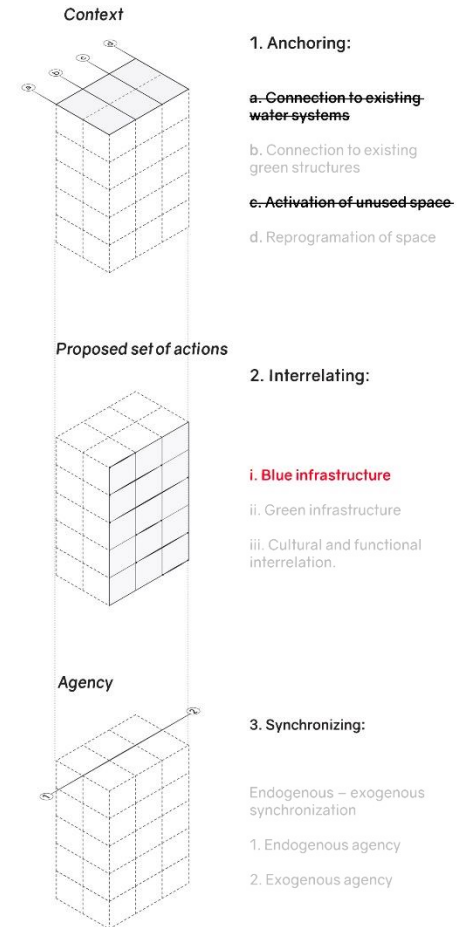 Context
a
b
c
d
1. Anchoring:
a. Connection to existing
water systems
b. Connection to existing
green structures
c. Activation of unused space
d. Reprogramation of space
Proposed set of actions
2. Interrelating:
i. Blue infrastructure
ii. Green infrastructure
iii. Cultural and functional
interrelation.
Agency
2
1
3. Synchronizing:
Endogenous – exogenous
synchronization
1. Endogenous agency
2. Exogenous agency